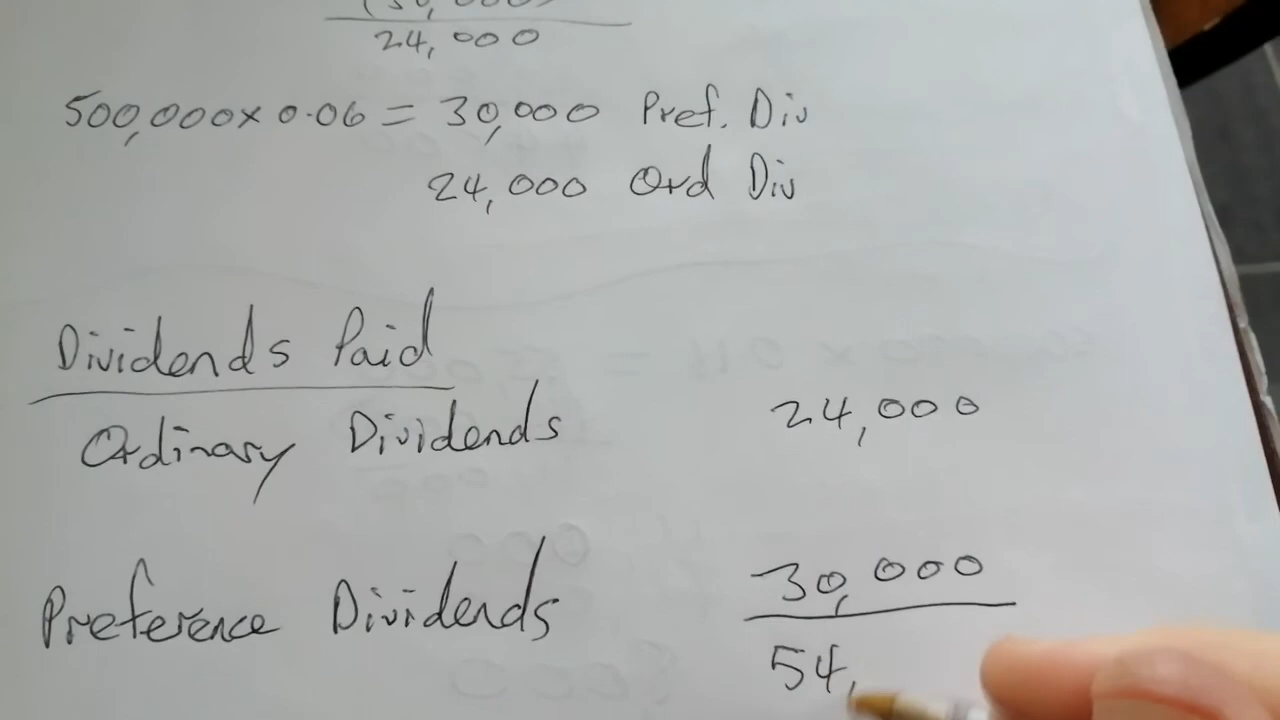 24,000
500,000 x 0.06 = 30,000 Pref. Div
24,000 Ord Div
Dividends Paid
Ordinary Dividends 24,000
Preference Dividends 30,000
54,